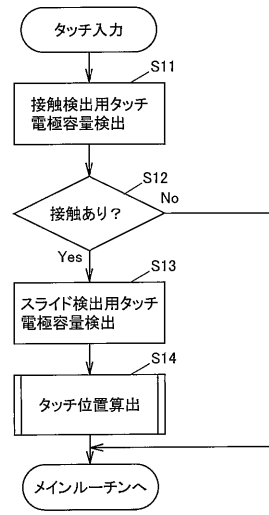 タッチ入力
S11
接触検出用タッチ
電極容量検出
S12
接触あり？
No
Yes
S13
スライド検出用タッチ
電極容量検出
S14
タッチ位置算出
メインルーチンへ